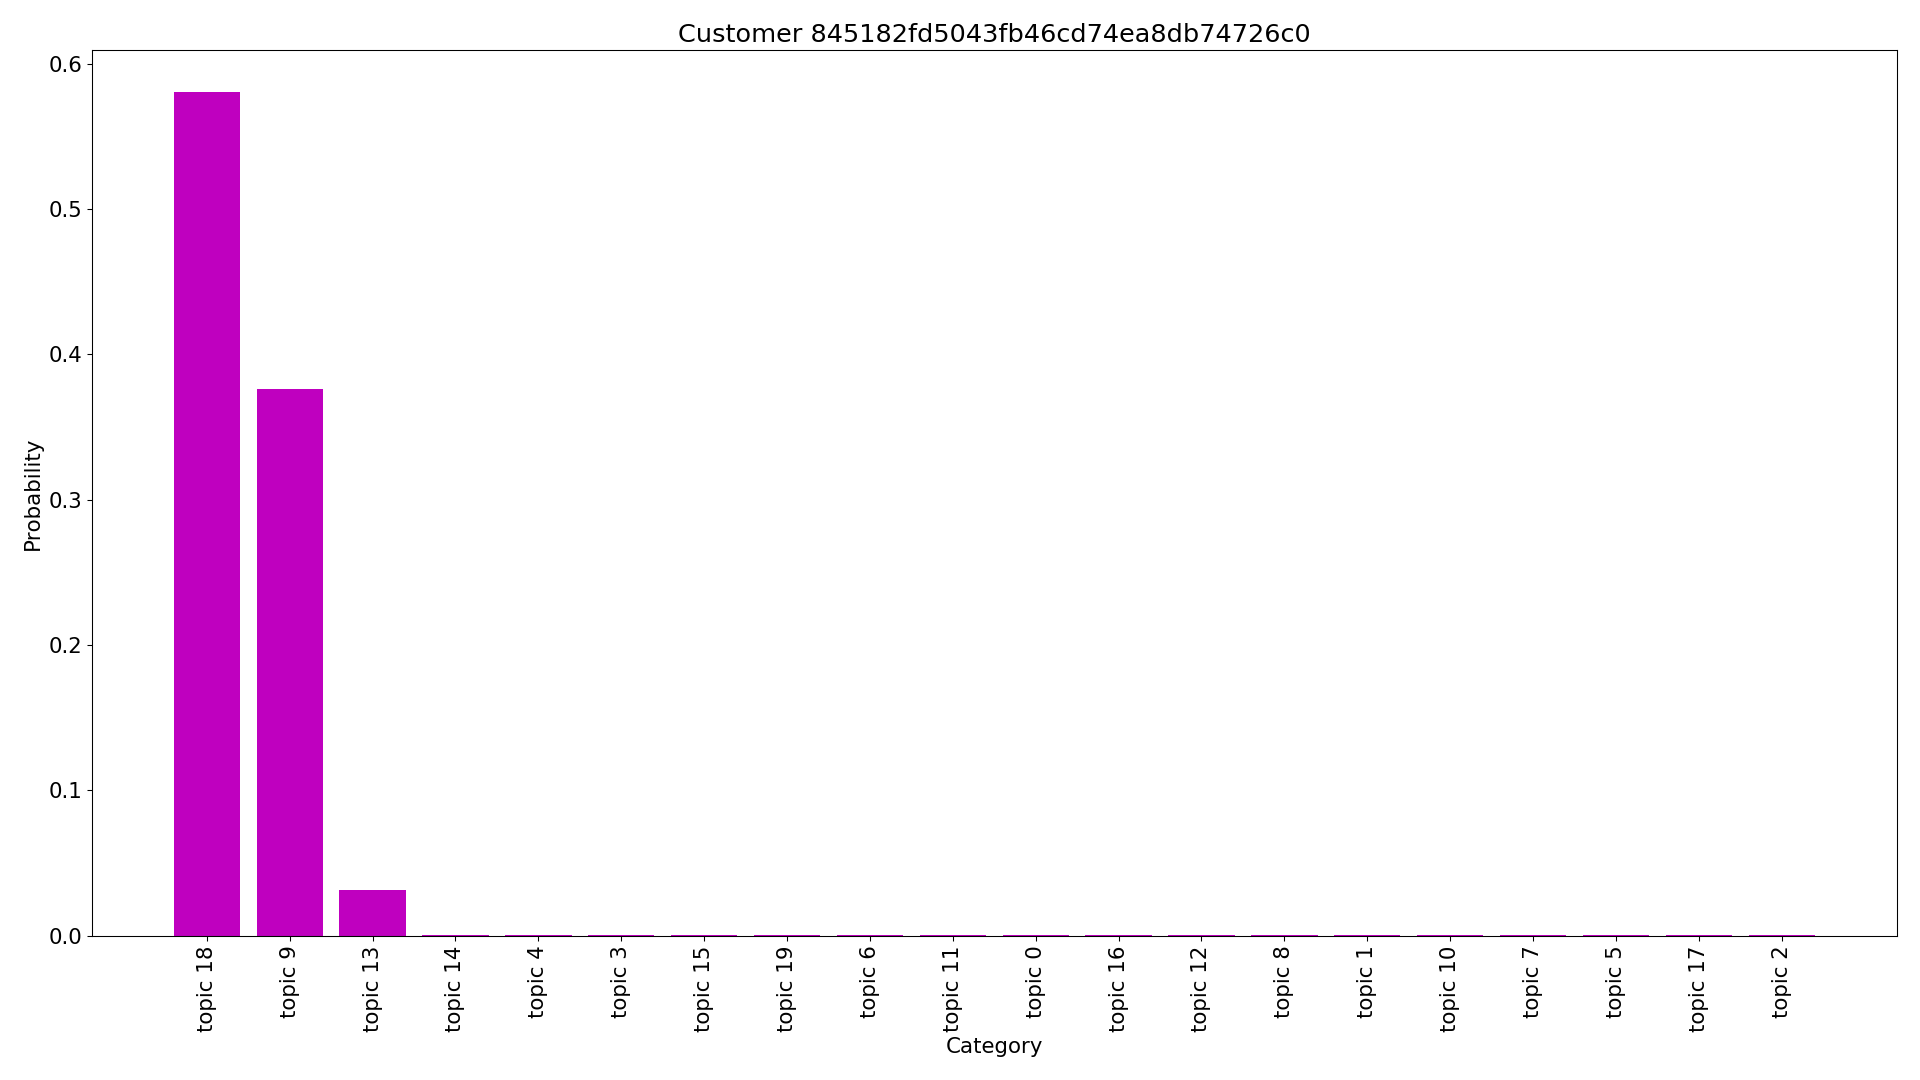 Customer 845182fd5043fb46cd74ea8db74726c0
Probability
0.6
0.5
0.4
0.3
0.2
0.1
0.0
topic 18
topic 9
topic 13
topic 14
topic 4
topic 3
topic 15
topic 19
topic 6
topic 11
topic 0
topic 16
topic 12
topic 8
topic 1
topic 10
topic 7
topic 5
topic 17
topic 2
Category